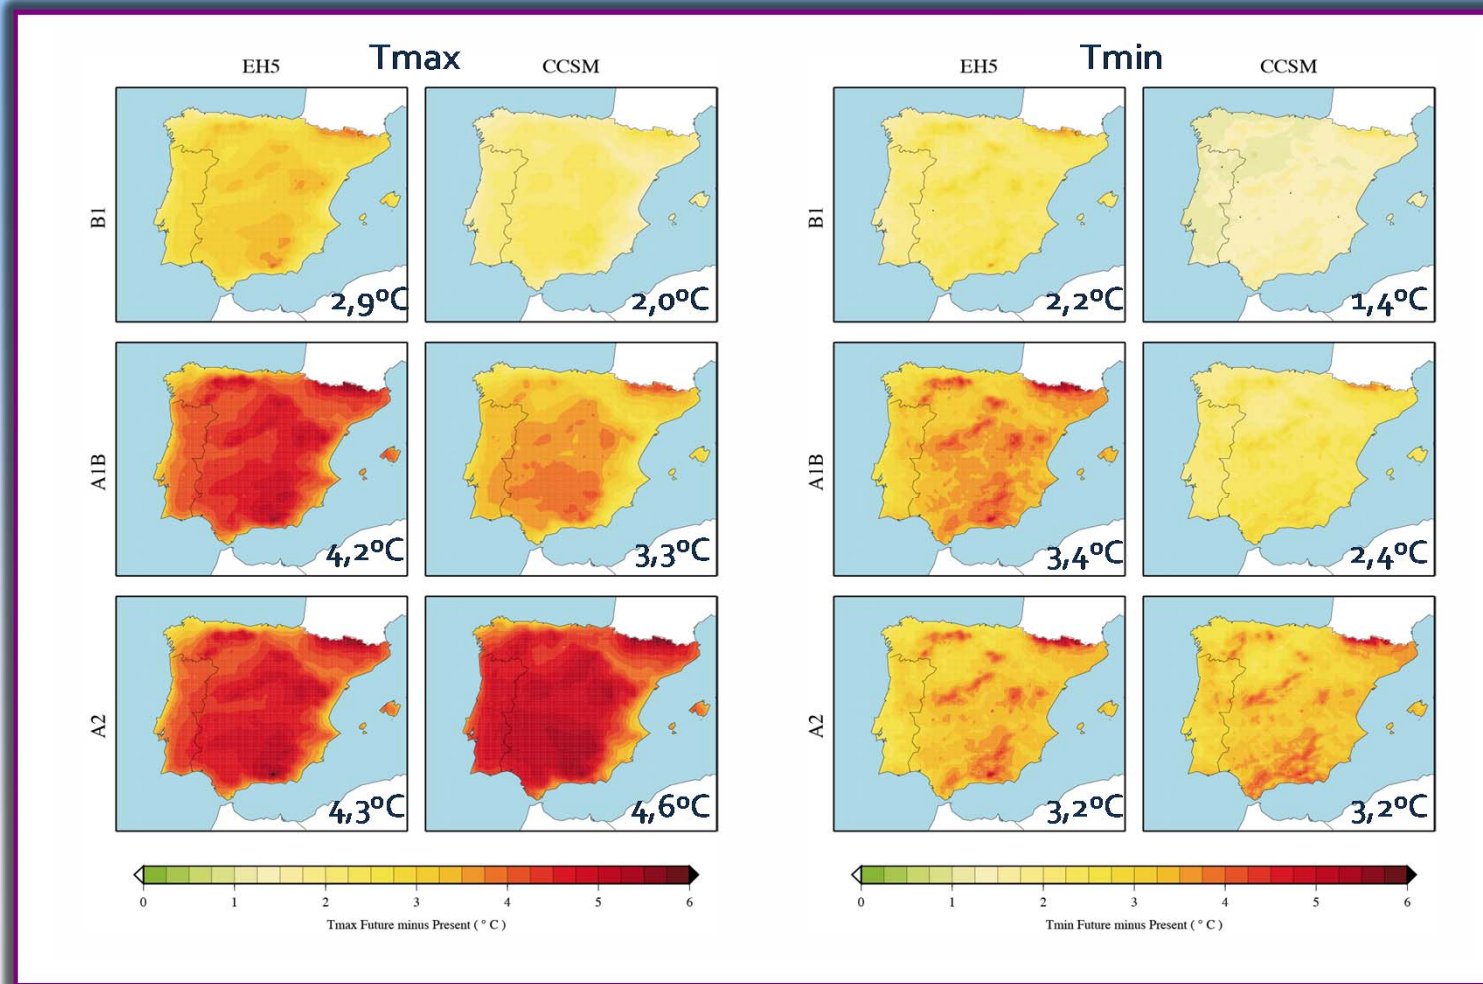 Tmax
EH5 CCSM
B1
2,9ºC
2,0ºC
A1B
4,2ºC
3,3ºC
A2
4,3ºC
4,6ºC
0 1 2 3 4 5 6
Tmax Future minus Present ( ° C )
Tmin
EH5 CCSM
B1
2,2ºC
1,4ºC
A1B
3,4ºC
2,4ºC
A2
3,2ºC
3,2ºC
0 1 2 3 4 5 6
Tmin Future minus Present ( ° C )